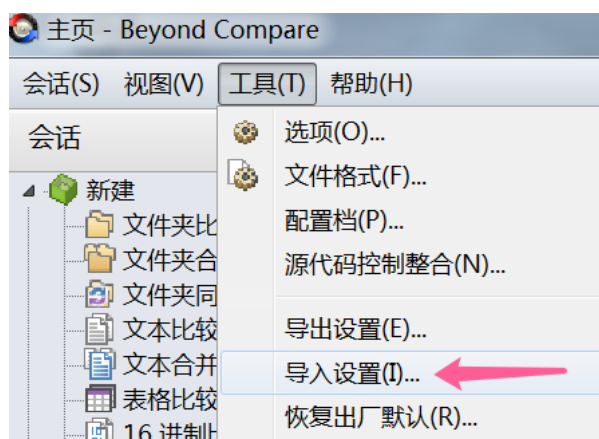 主页 - Beyond Compare
会话(S) 视图(V) 工具(T) 帮助(H)
会话
新建
文件夹比
文件夹合
文件夹同
文本比较
文本合并
表格比较
16 进制
选项(O)...
文件格式(F)...
配置档(P)...
源代码控制整合(N)...
导出设置(E)...
导入设置(I)...
恢复出厂默认(R)...